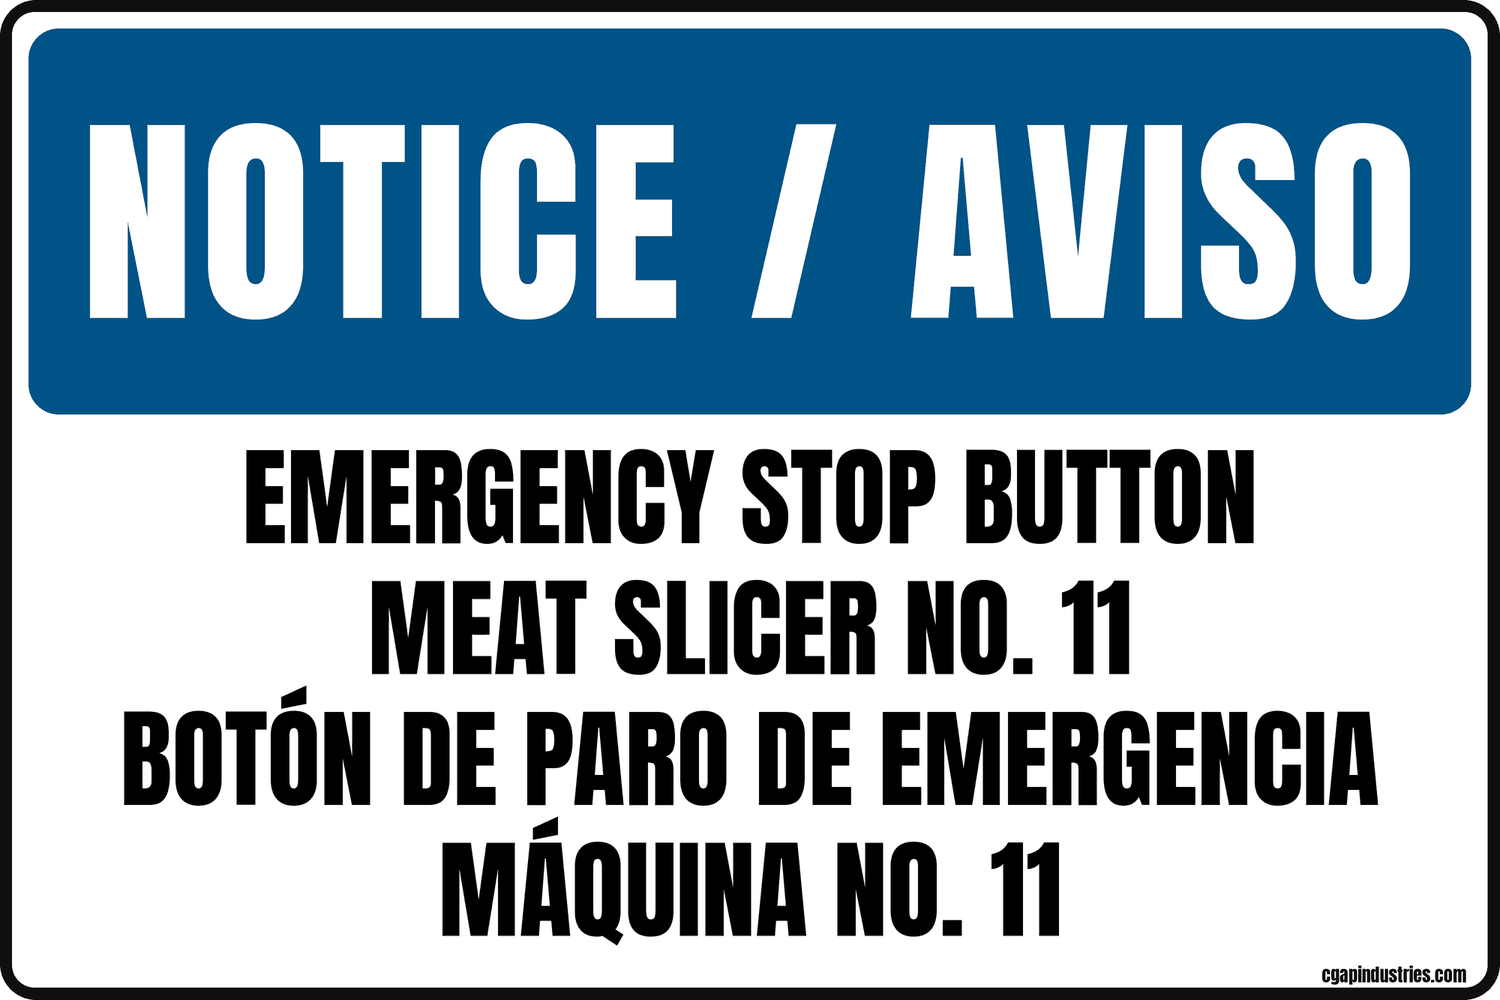 NOTICE / AVISO
EMERGENCY STOP BUTTON
MEAT SLICER NO. 11
BOTÓN DE PARO DE EMERGENCIA
MÁQUINA NO. 11
cgapindustries.com